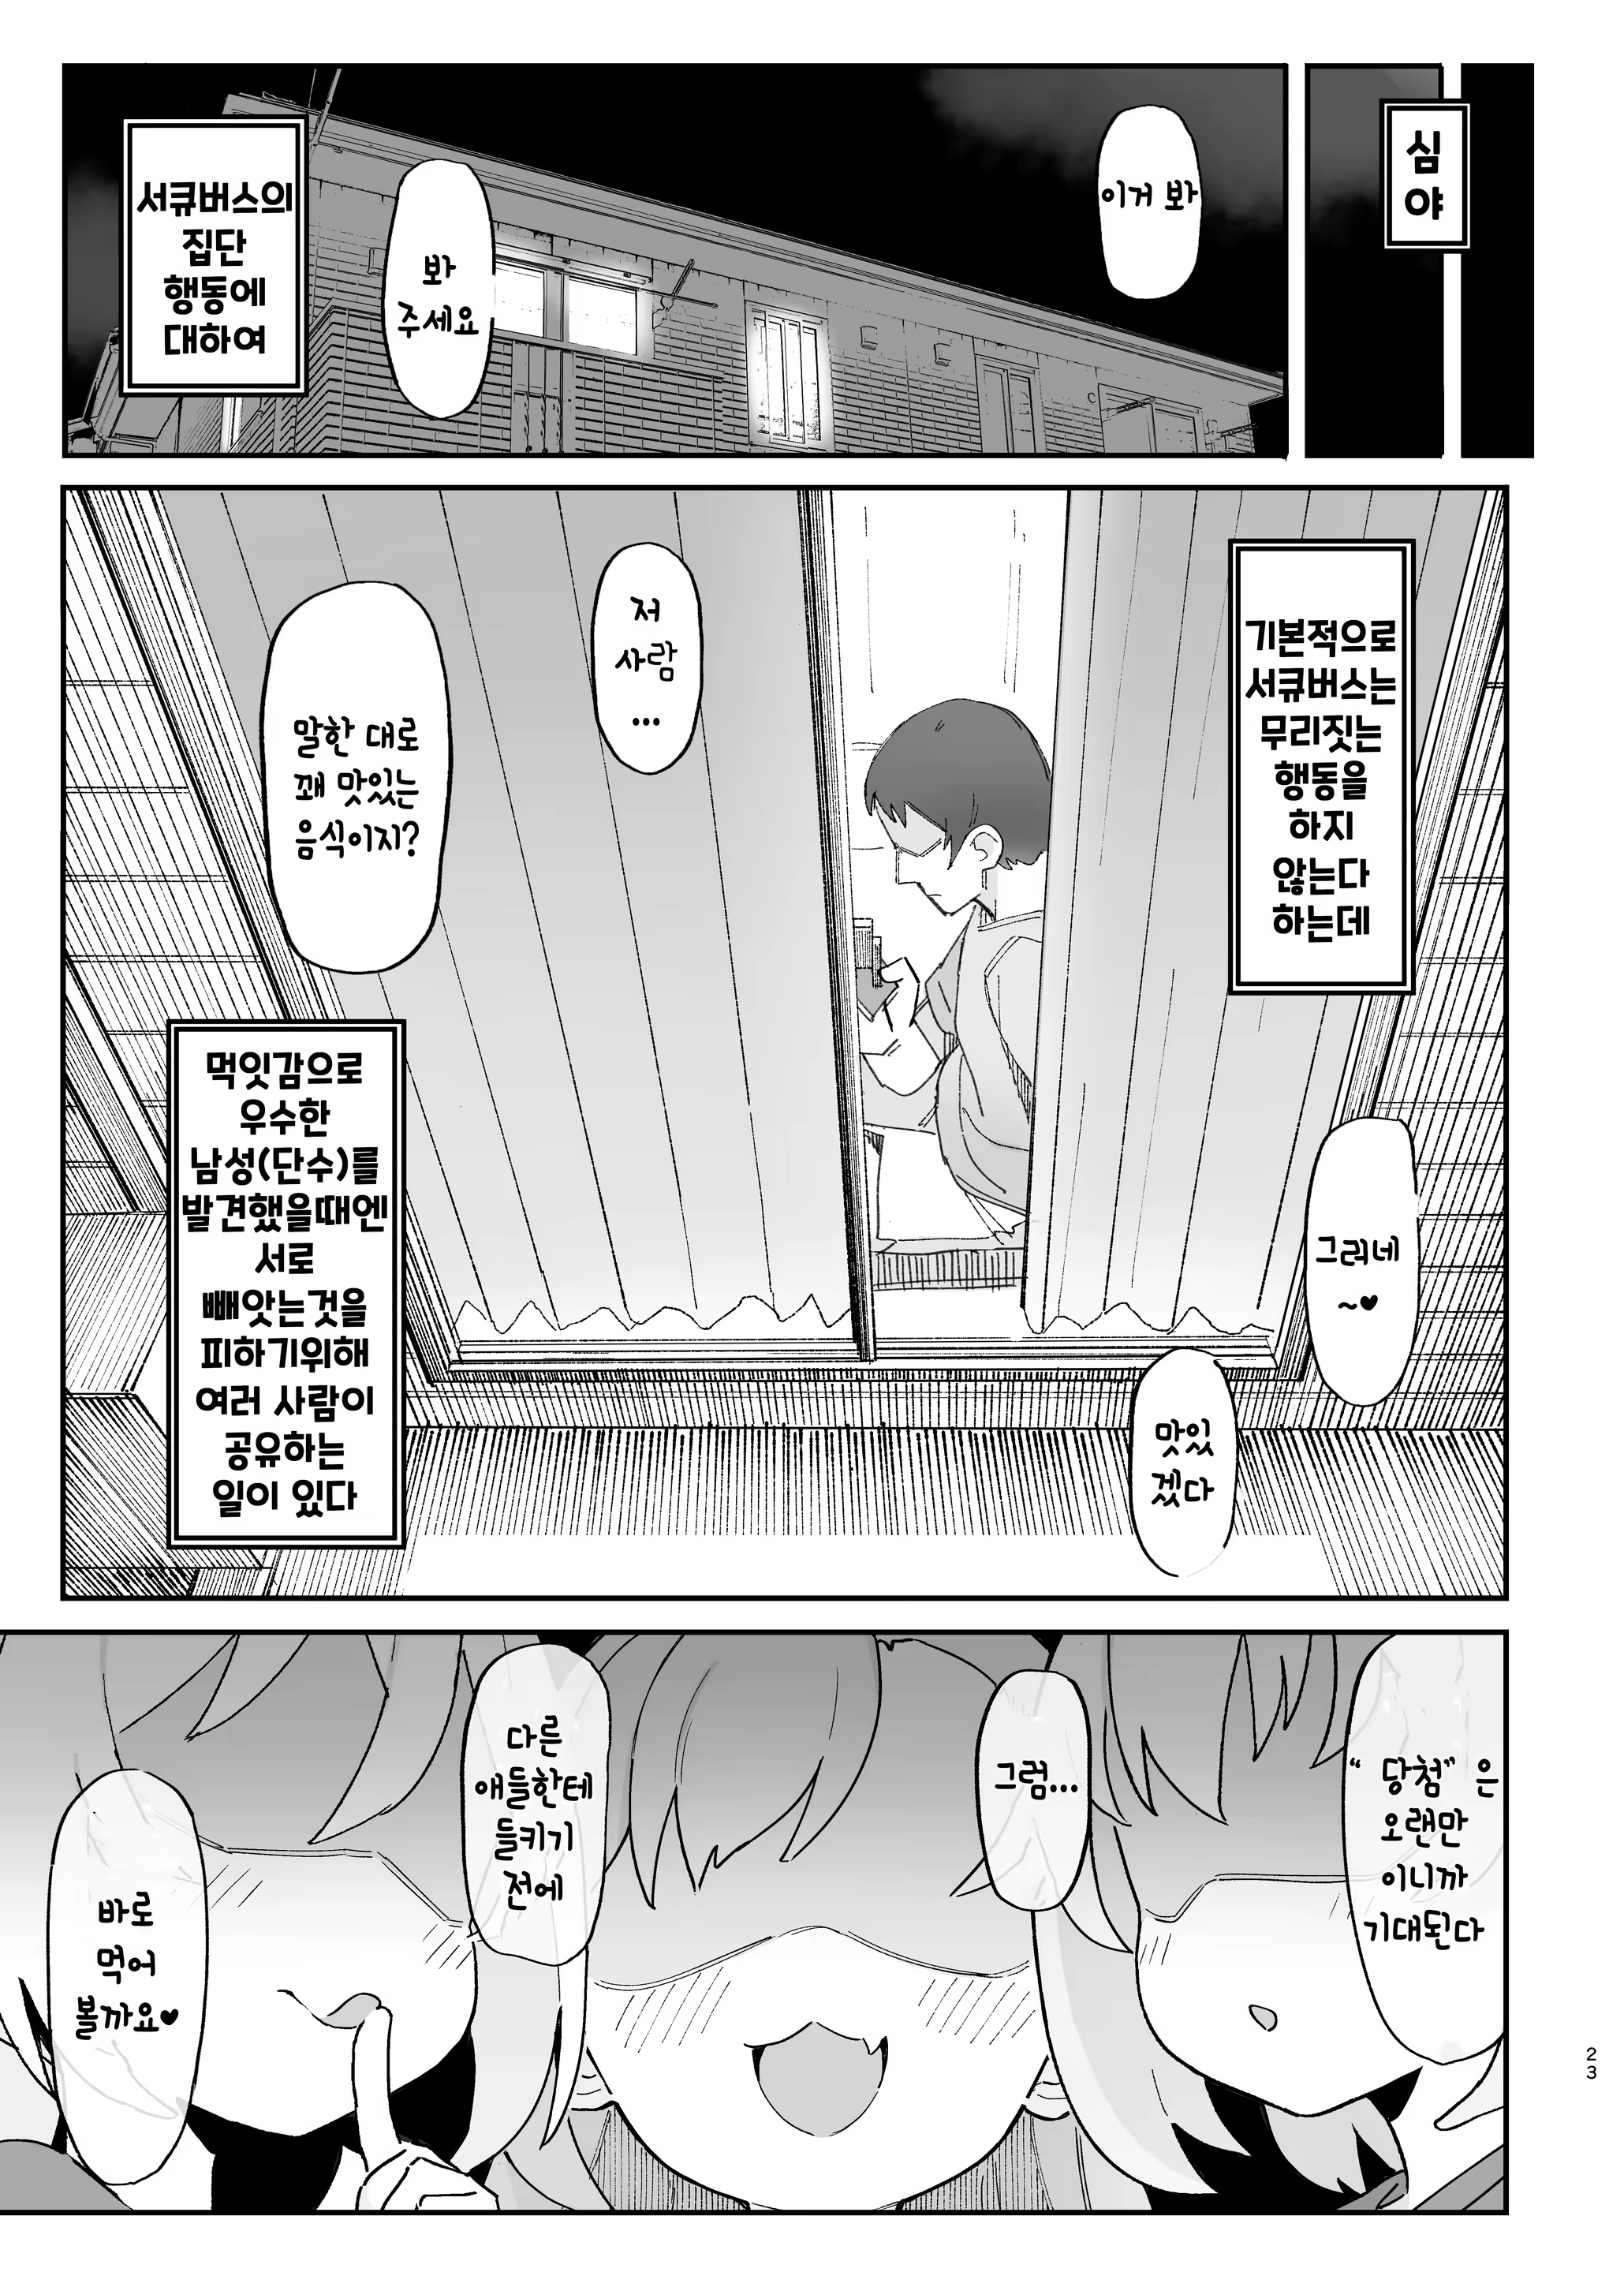 심
야
이거 봐
봐
주세요
서큐버스의
집단
행동에
대하여
기본적으로
서큐버스는
무리짓는
행동을
하지
않는다
하는데
저
사람
...
말한 대로
꽤 맛있는
음식이지?
그러네
~♥
맛있
겠다
먹잇감으로
우수한
남성(단수)를
발견했을때엔
서로
빼앗는것을
피하기위해
여러 사람이
공유하는
일이 있다
“ 당첨” 은
오랜만
이니까
기대된다
그럼...
다른
애들한테
들키기
전에
바로
먹어
볼까요♥
23